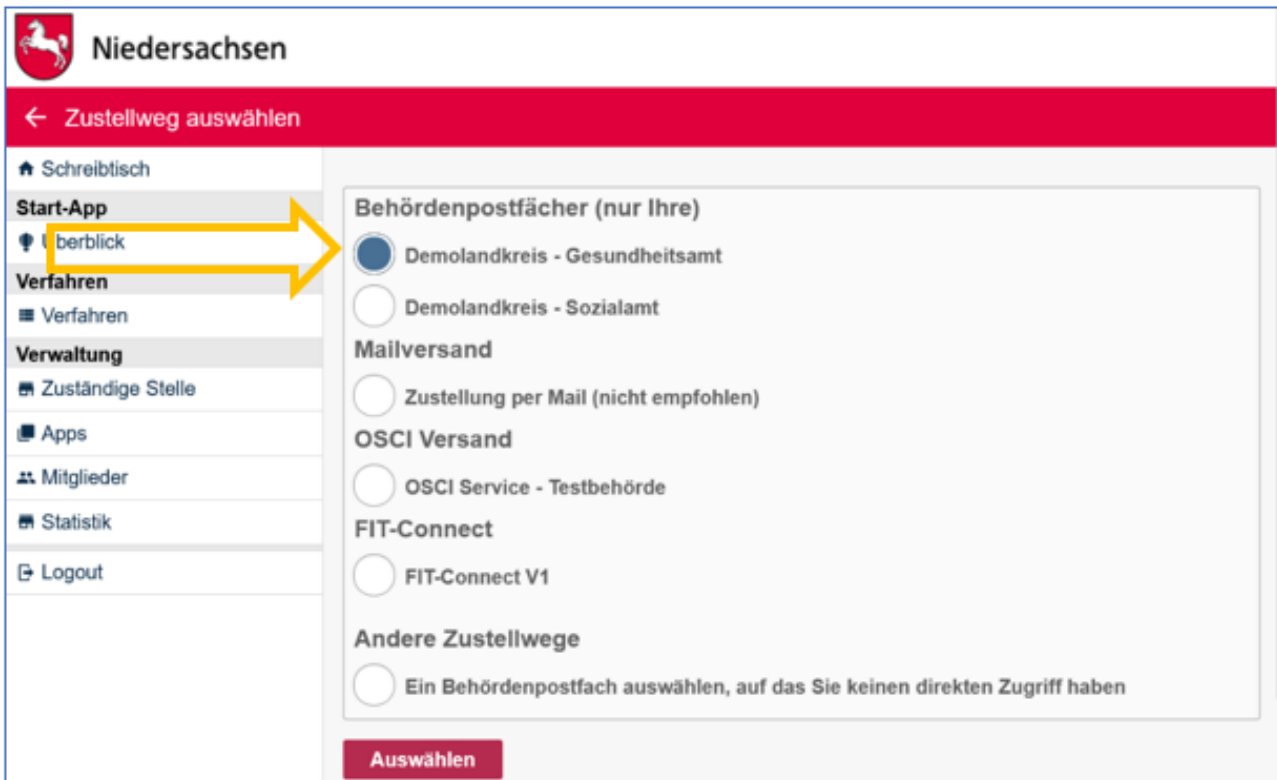 Niedersachsen
← Zustellweg auswählen
Schreibtisch
Start-App
Überblick
Verfahren
Verfahren
Verwaltung
Zuständige Stelle
Apps
Mitglieder
Statistik
Logout
Behördenpostfächer (nur Ihre)
Demolandkreis - Gesundheitsamt
Demolandkreis - Sozialamt
Mailversand
Zustellung per Mail (nicht empfohlen)
OSCI Versand
OSCI Service - Testbehörde
FIT-Connect
FIT-Connect V1
Andere Zustellwege
Ein Behördenpostfach auswählen, auf das Sie keinen direkten Zugriff haben
Auswählen